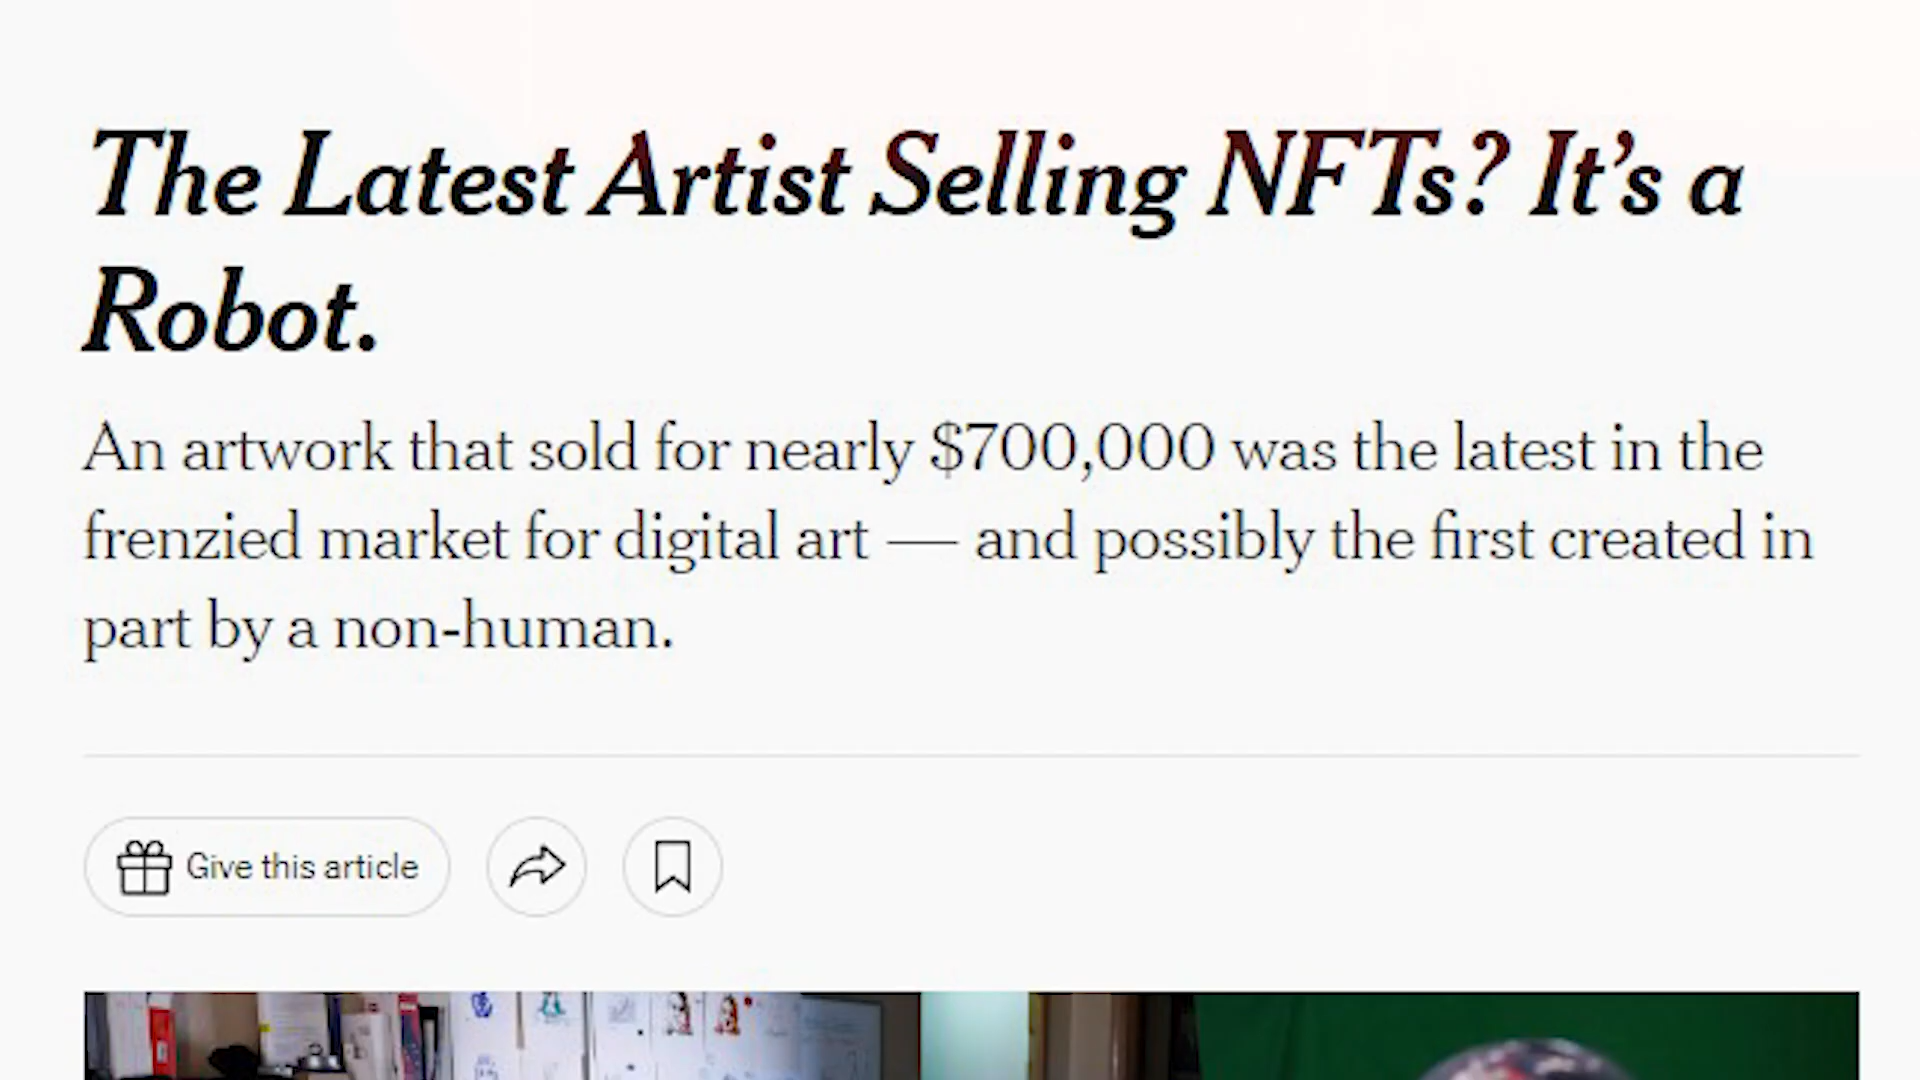 The Latest Artist Selling NFTs? It’s a
Robot.
An artwork that sold for nearly $700,000 was the latest in the
frenzied market for digital art — and possibly the first created in
part by a non-human.
Give this article